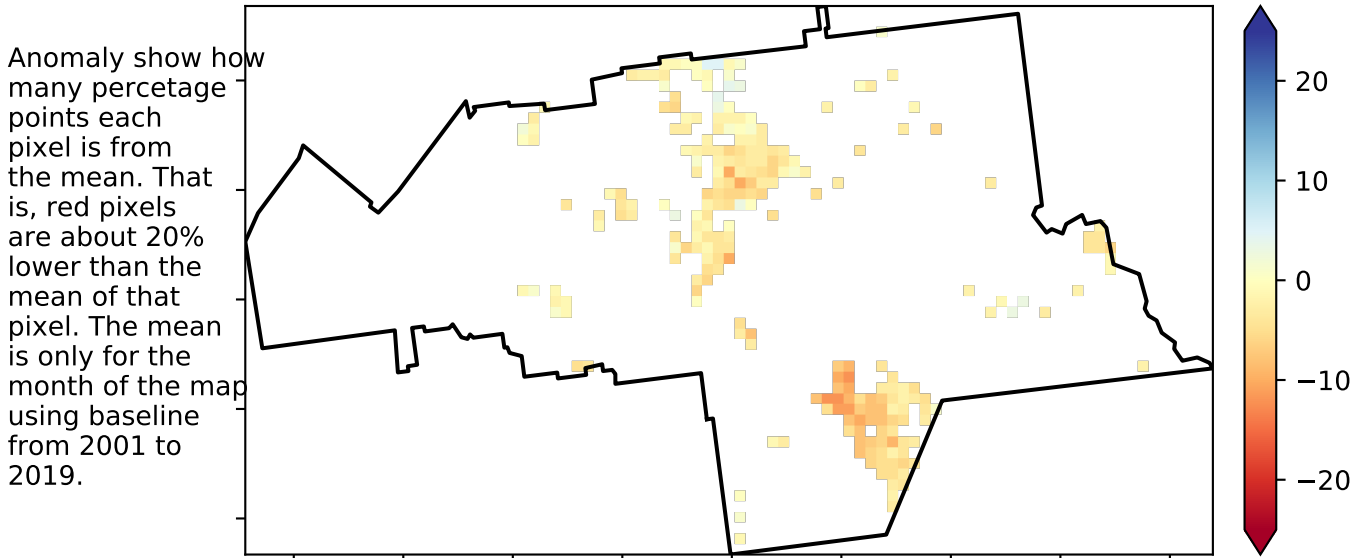 Anomaly show how
many percetage
points each
pixel is from
the mean. That
is, red pixels
are about 20%
lower than the
mean of that
pixel. The mean
is only for the
month of the map
using baseline
from 2001 to
2019.
20
10
0
−10
−20